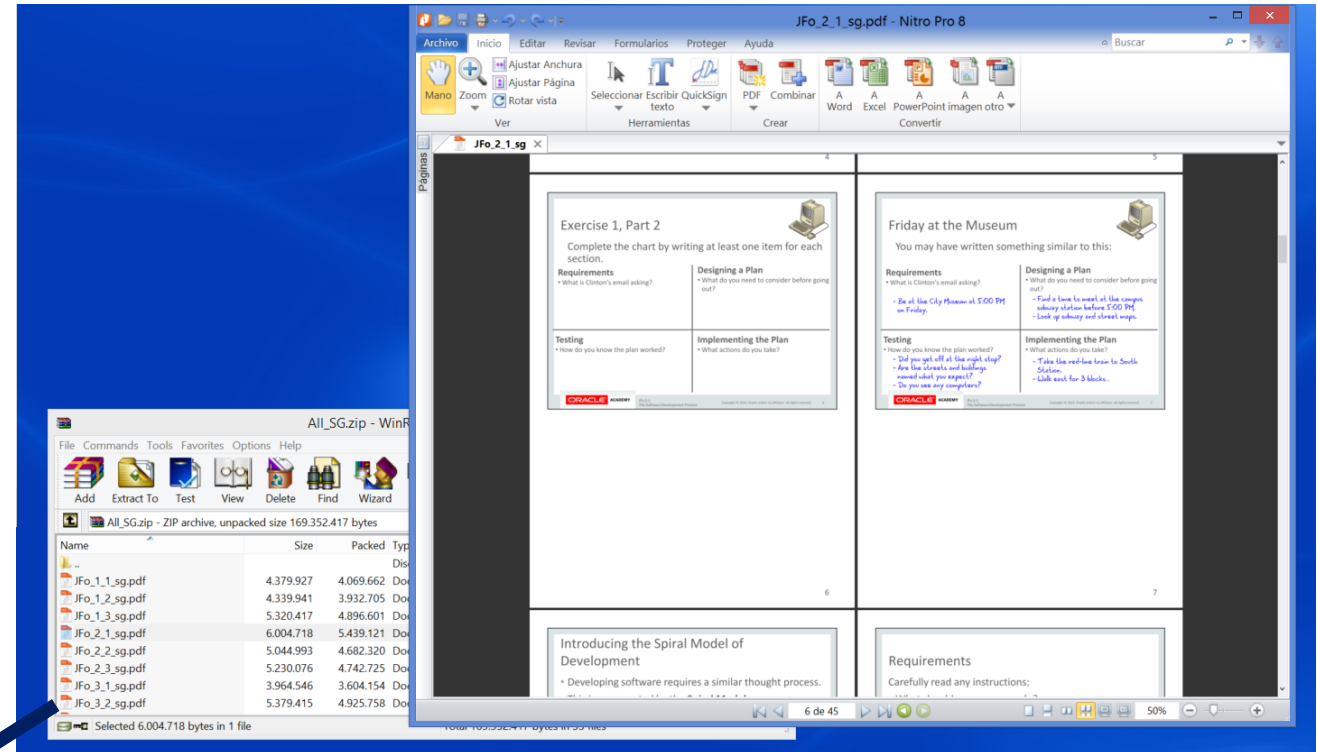 JFo_2_1_sg.pdf - Nitro Pro 8
Archivo Inicio Editar Revisar Formularios Proteger Ayuda Buscar
Mano
Zoom
Ajustar Anchura
Ajustar Página
Rotar vista
Seleccionar
Escribir texto
QuickSign
PDF
Combinar
A Word
A Excel
A PowerPoint
A imagen
A otro
Ver Herramientas Crear Convertir
JFo_2_1_sg
Páginas
4 5
Exercise 1, Part 2
Complete the chart by writing at least one item for each
section.
Requirements
• What is Clinton's email asking?
Designing a Plan
• What do you need to consider before going
out?
Testing
• How do you know the plan worked?
Implementing the Plan
• What actions do you take?
ORACLE ACADEMY
Friday at the Museum
You may have written something similar to this:
Requirements
• What is Clinton's email asking?
- Be at the City Museum at 5:00 PM
on Friday.
Designing a Plan
• What do you need to consider before going
out?
- Find a time to meet at the campus
subway station before 5:00 PM.
- Look up subway and street maps.
Testing
• How do you know the plan worked?
- Did you get off at the right stop?
- Are the streets and buildings
named what you expect?
- Do you see any computers?
Implementing the Plan
• What actions do you take?
- Take the red-line train to South
Station.
- Walk east for 3 blocks.
ORACLE ACADEMY
6 7
Introducing the Spiral Model of
Development
• Developing software requires a similar thought process.
Requirements
Carefully read any instructions:
6 de 45
50%
All_SG.zip - WinR
File Commands Tools Favorites Options Help
Add Extract To Test View Delete Find Wizard
All_SG.zip - ZIP archive, unpacked size 169.352.417 bytes
Name Size Packed Typ
.. Dis
JFo_1_1_sg.pdf 4.379.927 4.069.662 Do
JFo_1_2_sg.pdf 4.339.941 3.932.705 Do
JFo_1_3_sg.pdf 5.320.417 4.896.601 Do
JFo_2_1_sg.pdf 6.004.718 5.439.121 Do
JFo_2_2_sg.pdf 5.044.993 4.682.320 Do
JFo_2_3_sg.pdf 5.230.076 4.742.725 Do
JFo_3_1_sg.pdf 3.964.546 3.604.154 Do
JFo_3_2_sg.pdf 5.379.415 4.925.758 Do
Selected 6.004.718 bytes in 1 file